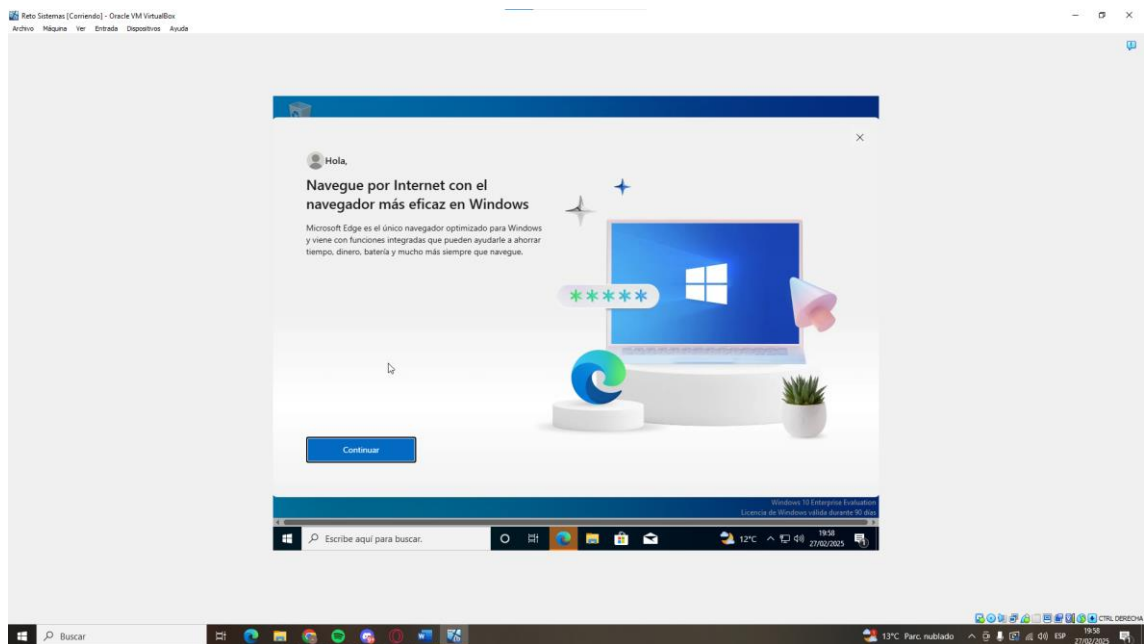 Reto Sistemas [Corriendo] - Oracle VM VirtualBox
Archivo Máquina Ver Entrada Dispositivos Ayuda
Hola,
Navegue por Internet con el
navegador más eficaz en Windows
Microsoft Edge es el único navegador optimizado para Windows
y viene con funciones integradas que pueden ayudarle a ahorrar
tiempo, dinero, batería y mucho más siempre que navegue.
*****
Continuar
Windows 10 Enterprise Evaluation
Licencia de Windows válida durante 90 días
Escribe aquí para buscar.
12°C
19:58
27/02/2025
CTRL DERECHA
Buscar
13°C Parc. nublado
ESP
19:58
27/02/2025